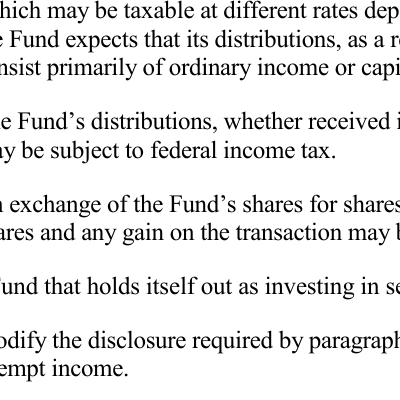 hich may be taxable at different rates dep
Fund expects that its distributions, as a r
nsist primarily of ordinary income or capi
e Fund's distributions, whether received i
y be subject to federal income tax.
exchange of the Fund's shares for shares
ares and any gain on the transaction may b
und that holds itself out as investing in se
odify the disclosure required by paragraph
empt income.